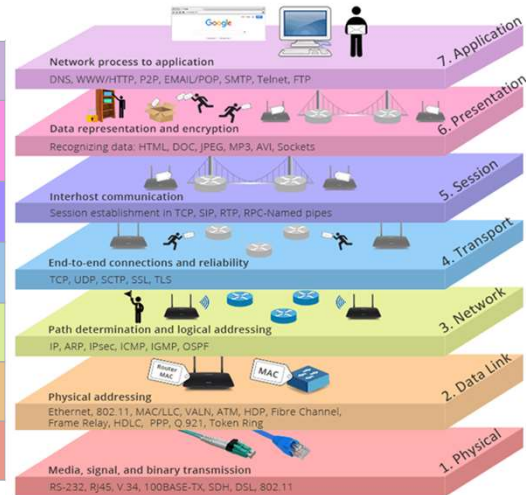 Google
7. Application
Network process to application
DNS, WWW/HTTP, P2P, EMAIL/POP, SMTP, Telnet, FTP
6. Presentation
Data representation and encryption
Recognizing data: HTML, DOC, JPEG, MP3, AVI, Sockets
5. Session
Interhost communication
Session establishment in TCP, SIP, RTP, RPC-Named pipes
4. Transport
End-to-end connections and reliability
TCP, UDP, SCTP, SSL, TLS
3. Network
Path determination and logical addressing
IP, ARP, IPsec, ICMP, IGMP, OSPF
2. Data Link
Router MAC
MAC
Physical addressing
Ethernet, 802.11, MAC/LLC, VALN, ATM, HDP, Fibre Channel,
Frame Relay, HDLC, PPP, Q.921, Token Ring
1. Physical
Media, signal, and binary transmission
RS-232, RJ45, V.34, 100BASE-TX, SDH, DSL, 802.11